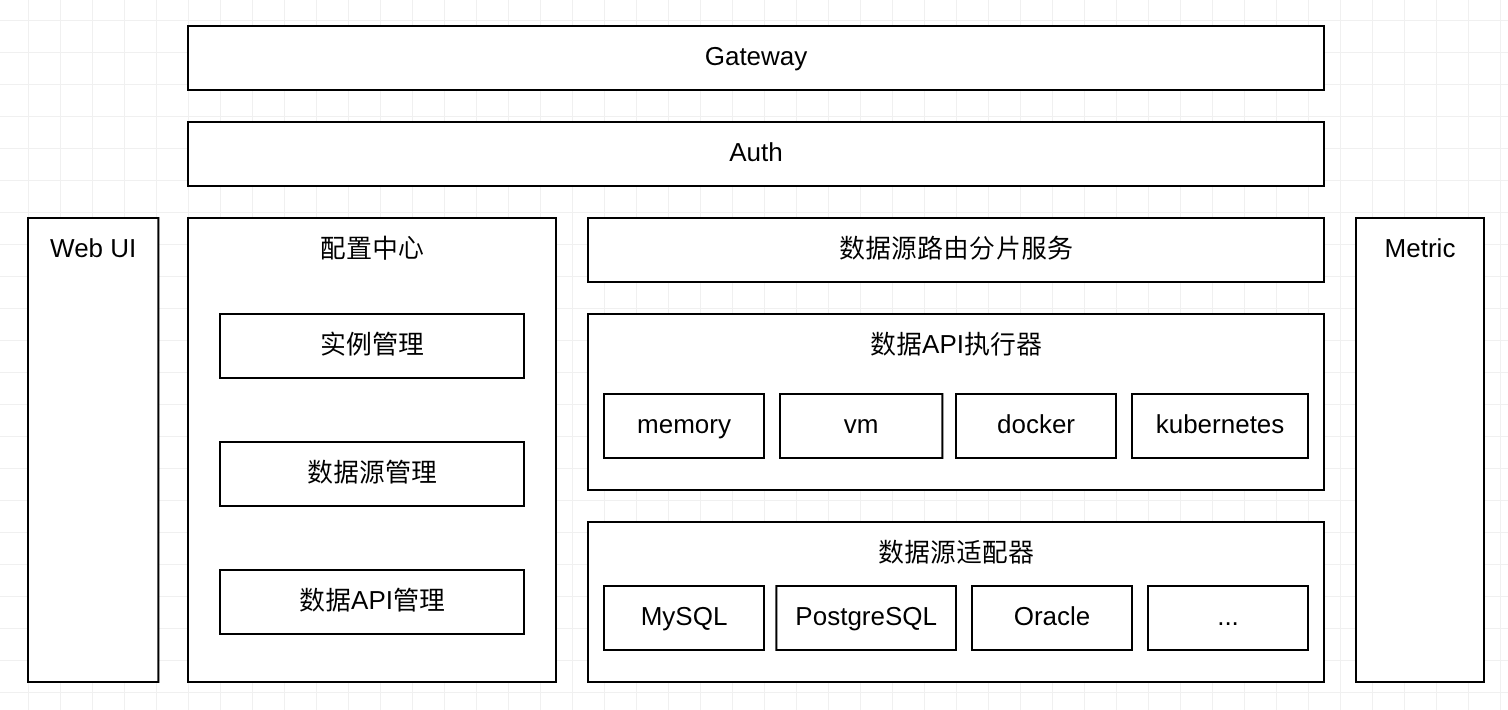 Gateway
Auth
Web UI
配置中心
实例管理
数据源管理
数据API管理
数据源路由分片服务
数据API执行器
memory
vm
docker
kubernetes
数据源适配器
MySQL
PostgreSQL
Oracle
...
Metric